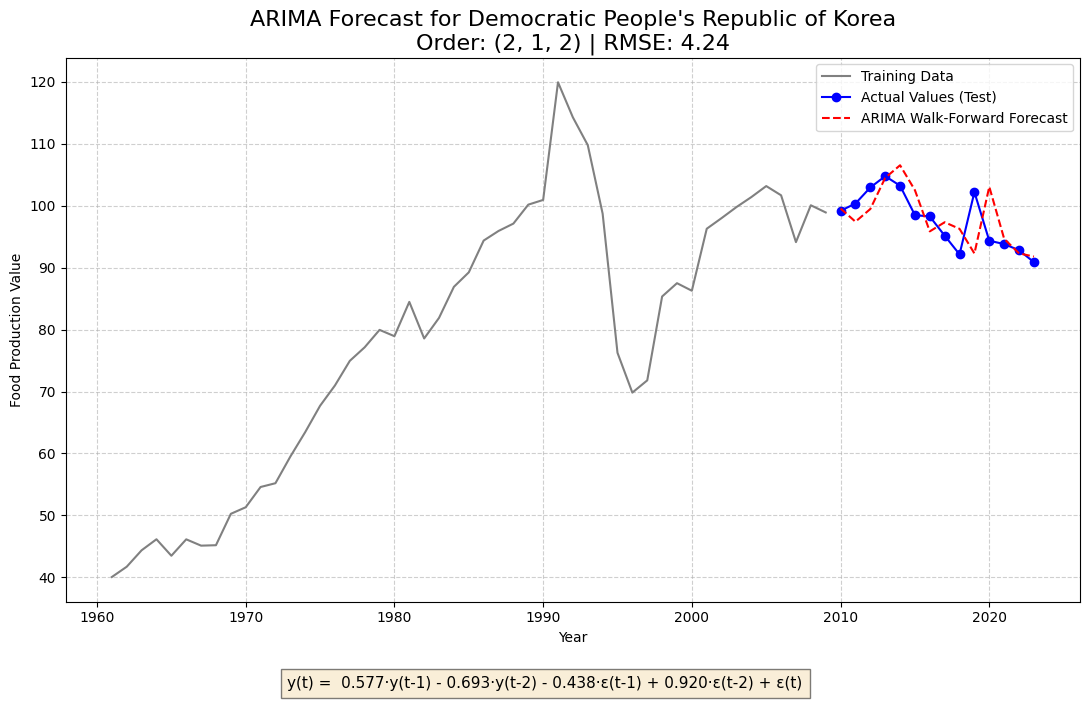 ARIMA Forecast for Democratic People's Republic of Korea
Order: (2, 1, 2) | RMSE: 4.24
Training Data
Actual Values (Test)
ARIMA Walk-Forward Forecast
Food Production Value
120
110
100
90
80
70
60
50
40
1960 1970 1980 1990 2000 2010 2020
Year
y(t) = 0.577·y(t-1) - 0.693·y(t-2) - 0.438·ε(t-1) + 0.920·ε(t-2) + ε(t)